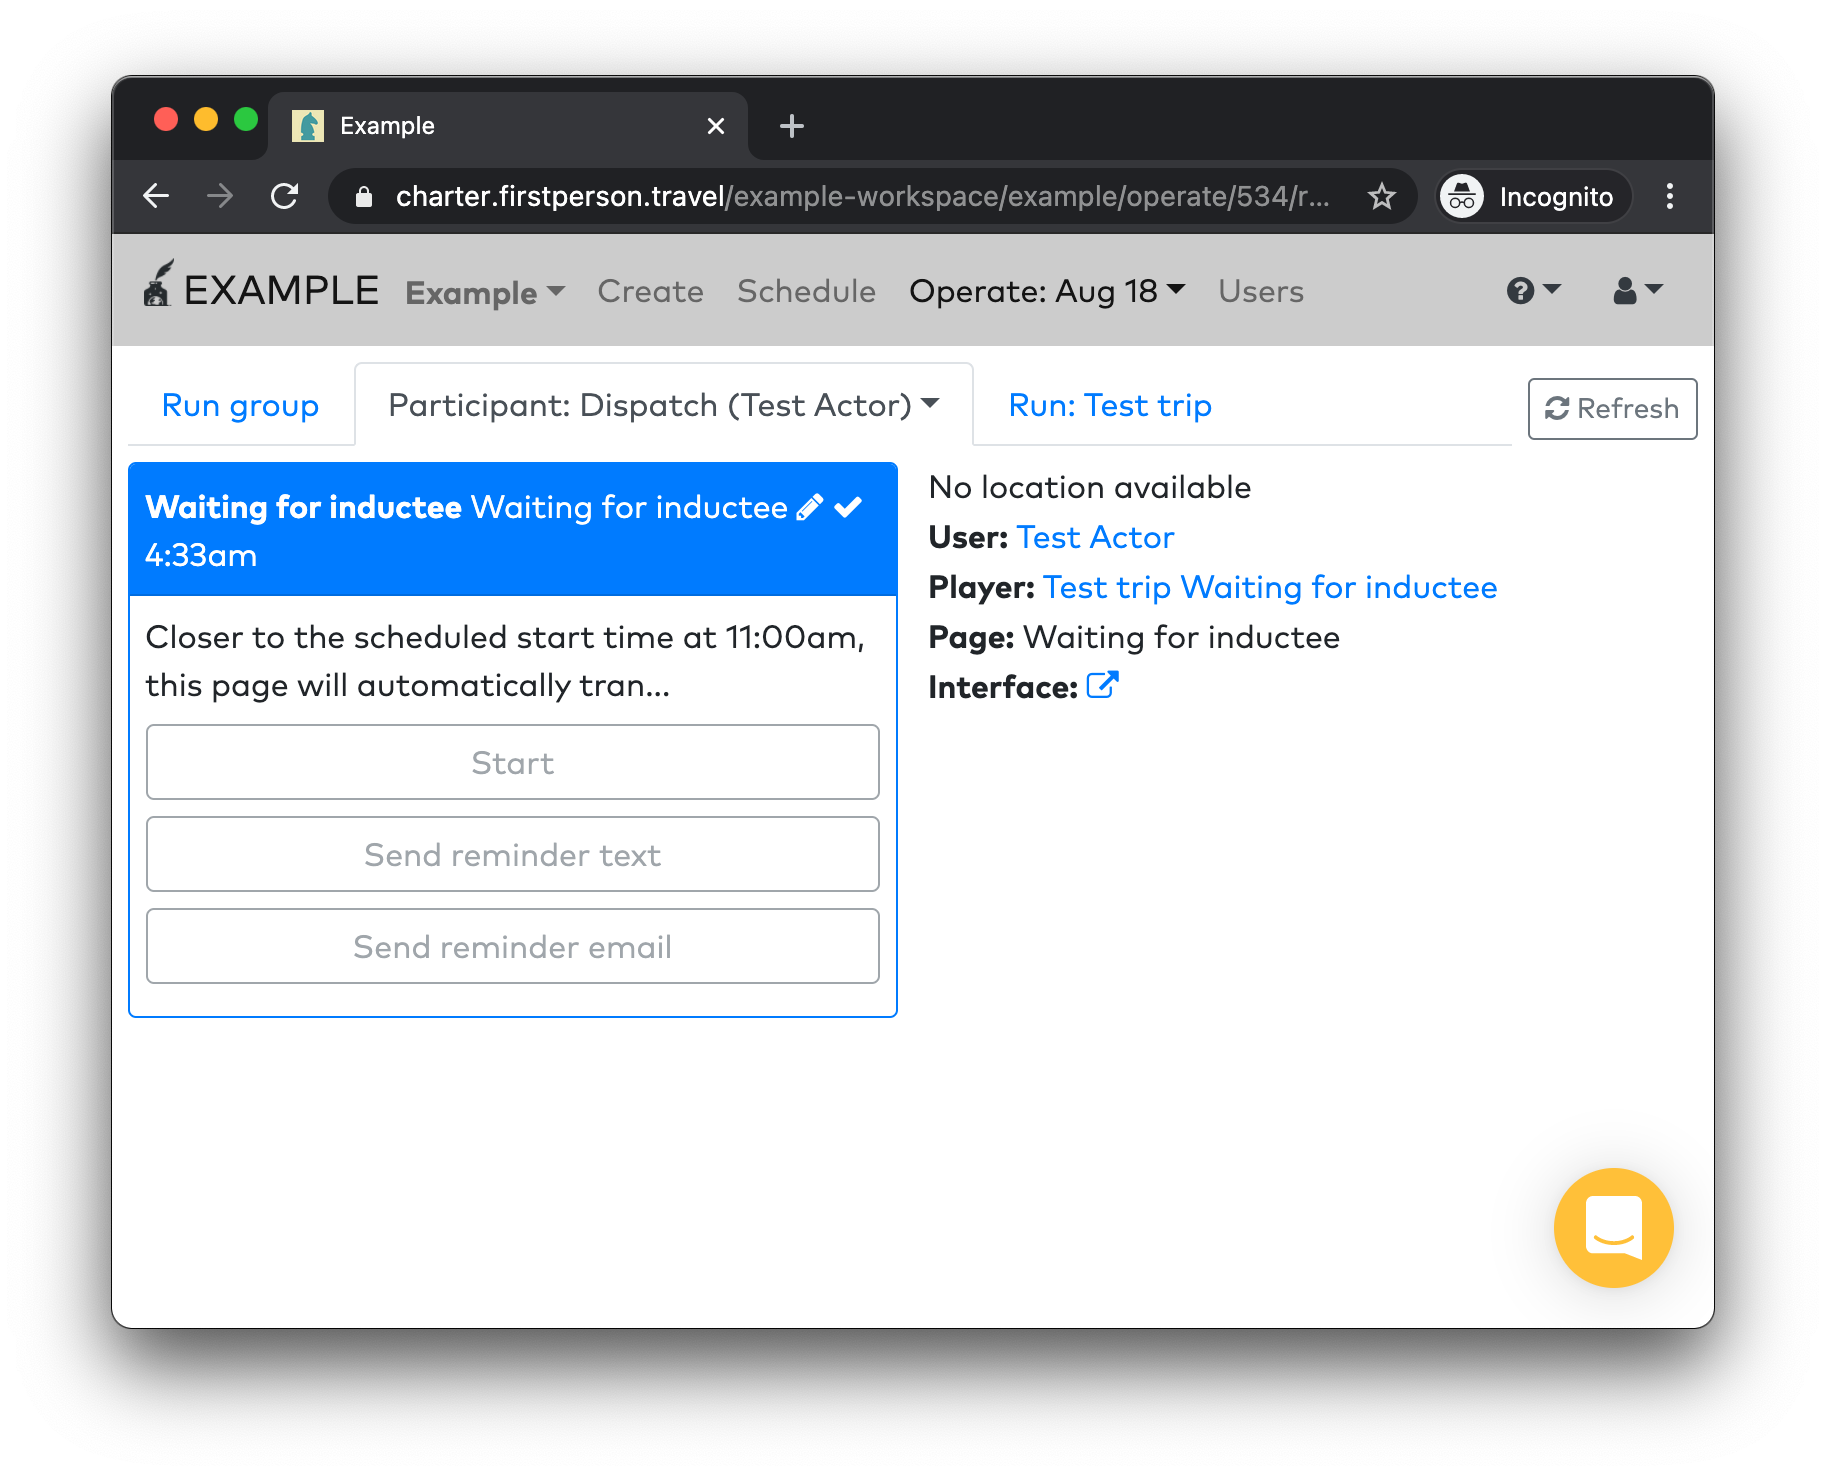 Example
charter.firstperson.travel/example-workspace/example/operate/534/r...
Incognito
EXAMPLE Example Create Schedule Operate: Aug 18 Users
Run group
Participant: Dispatch (Test Actor)
Run: Test trip
Refresh
Waiting for inductee Waiting for inductee
4:33am
Closer to the scheduled start time at 11:00am,
this page will automatically tran...
Start
Send reminder text
Send reminder email
No location available
User: Test Actor
Player: Test trip Waiting for inductee
Page: Waiting for inductee
Interface: